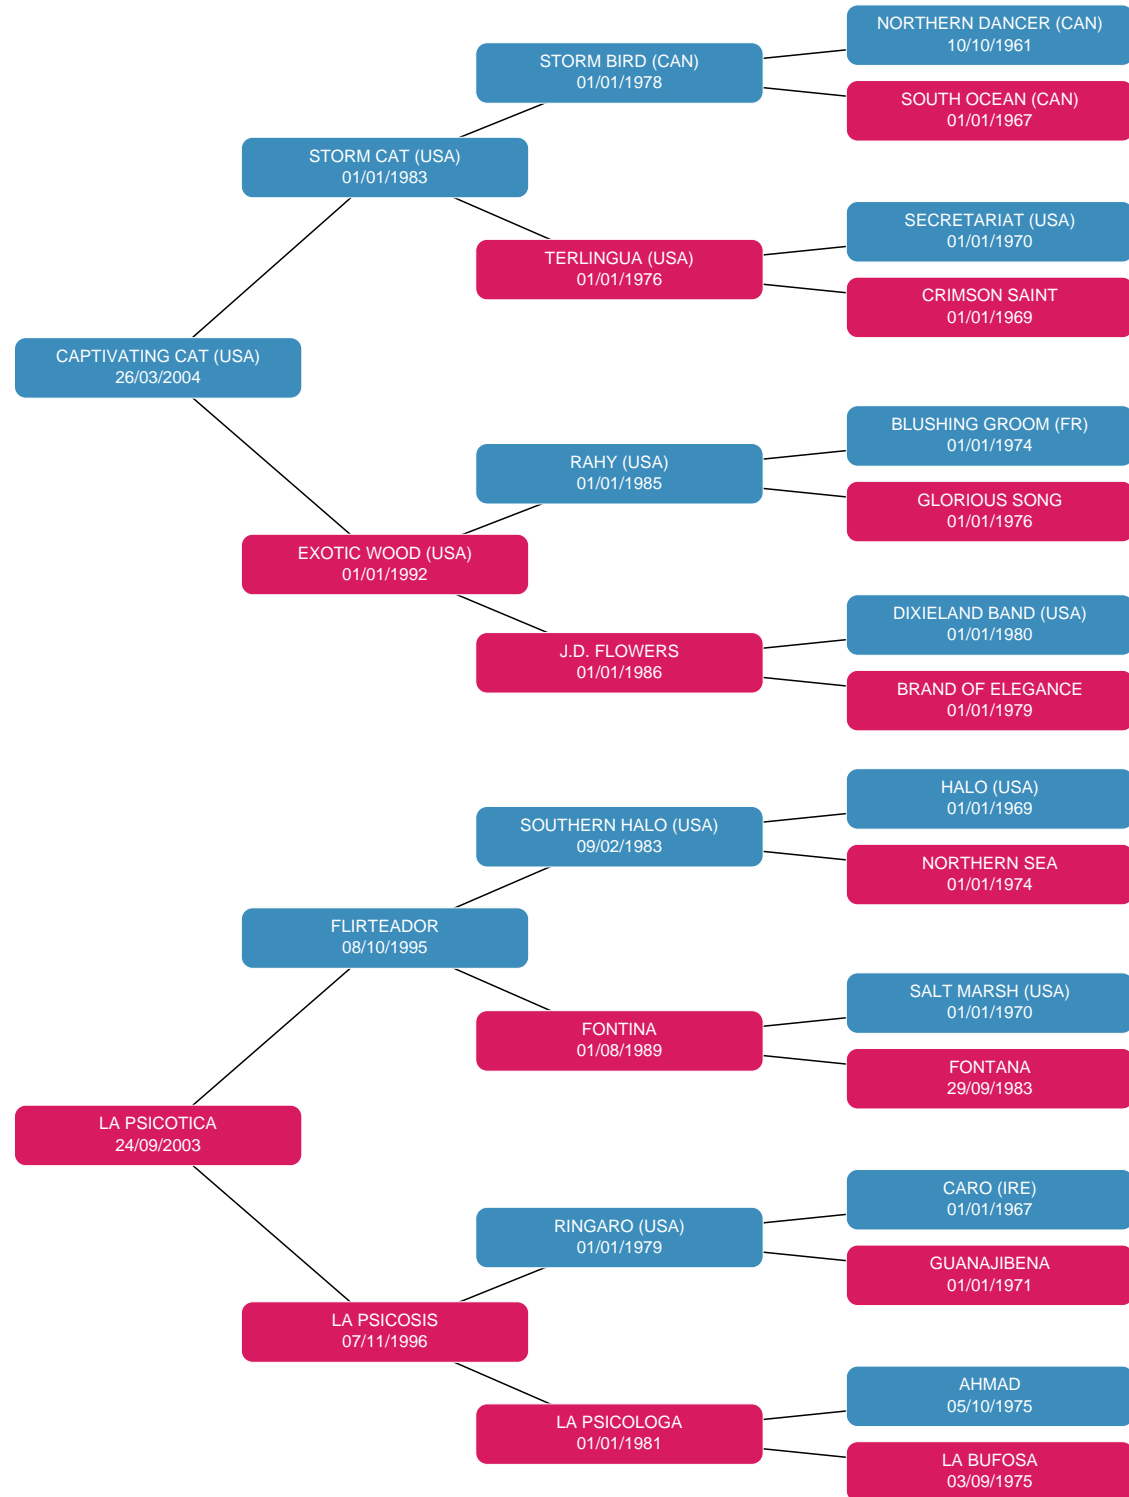 NORTHERN DANCER (CAN)
10/10/1961
STORM BIRD (CAN)
01/01/1978
SOUTH OCEAN (CAN)
01/01/1967
STORM CAT (USA)
01/01/1983
SECRETARIAT (USA)
01/01/1970
TERLINGUA (USA)
01/01/1976
CRIMSON SAINT
01/01/1969
CAPTIVATING CAT (USA)
26/03/2004
BLUSHING GROOM (FR)
01/01/1974
RAHY (USA)
01/01/1985
GLORIOUS SONG
01/01/1976
EXOTIC WOOD (USA)
01/01/1992
DIXIELAND BAND (USA)
01/01/1980
J.D. FLOWERS
01/01/1986
BRAND OF ELEGANCE
01/01/1979
HALO (USA)
01/01/1969
SOUTHERN HALO (USA)
09/02/1983
NORTHERN SEA
01/01/1974
FLIRTEADOR
08/10/1995
SALT MARSH (USA)
01/01/1970
FONTINA
01/08/1989
FONTANA
29/09/1983
LA PSICOTICA
24/09/2003
CARO (IRE)
01/01/1967
RINGARO (USA)
01/01/1979
GUANAJIBENA
01/01/1971
LA PSICOSIS
07/11/1996
AHMAD
05/10/1975
LA PSICOLOGA
01/01/1981
LA BUFOSA
03/09/1975